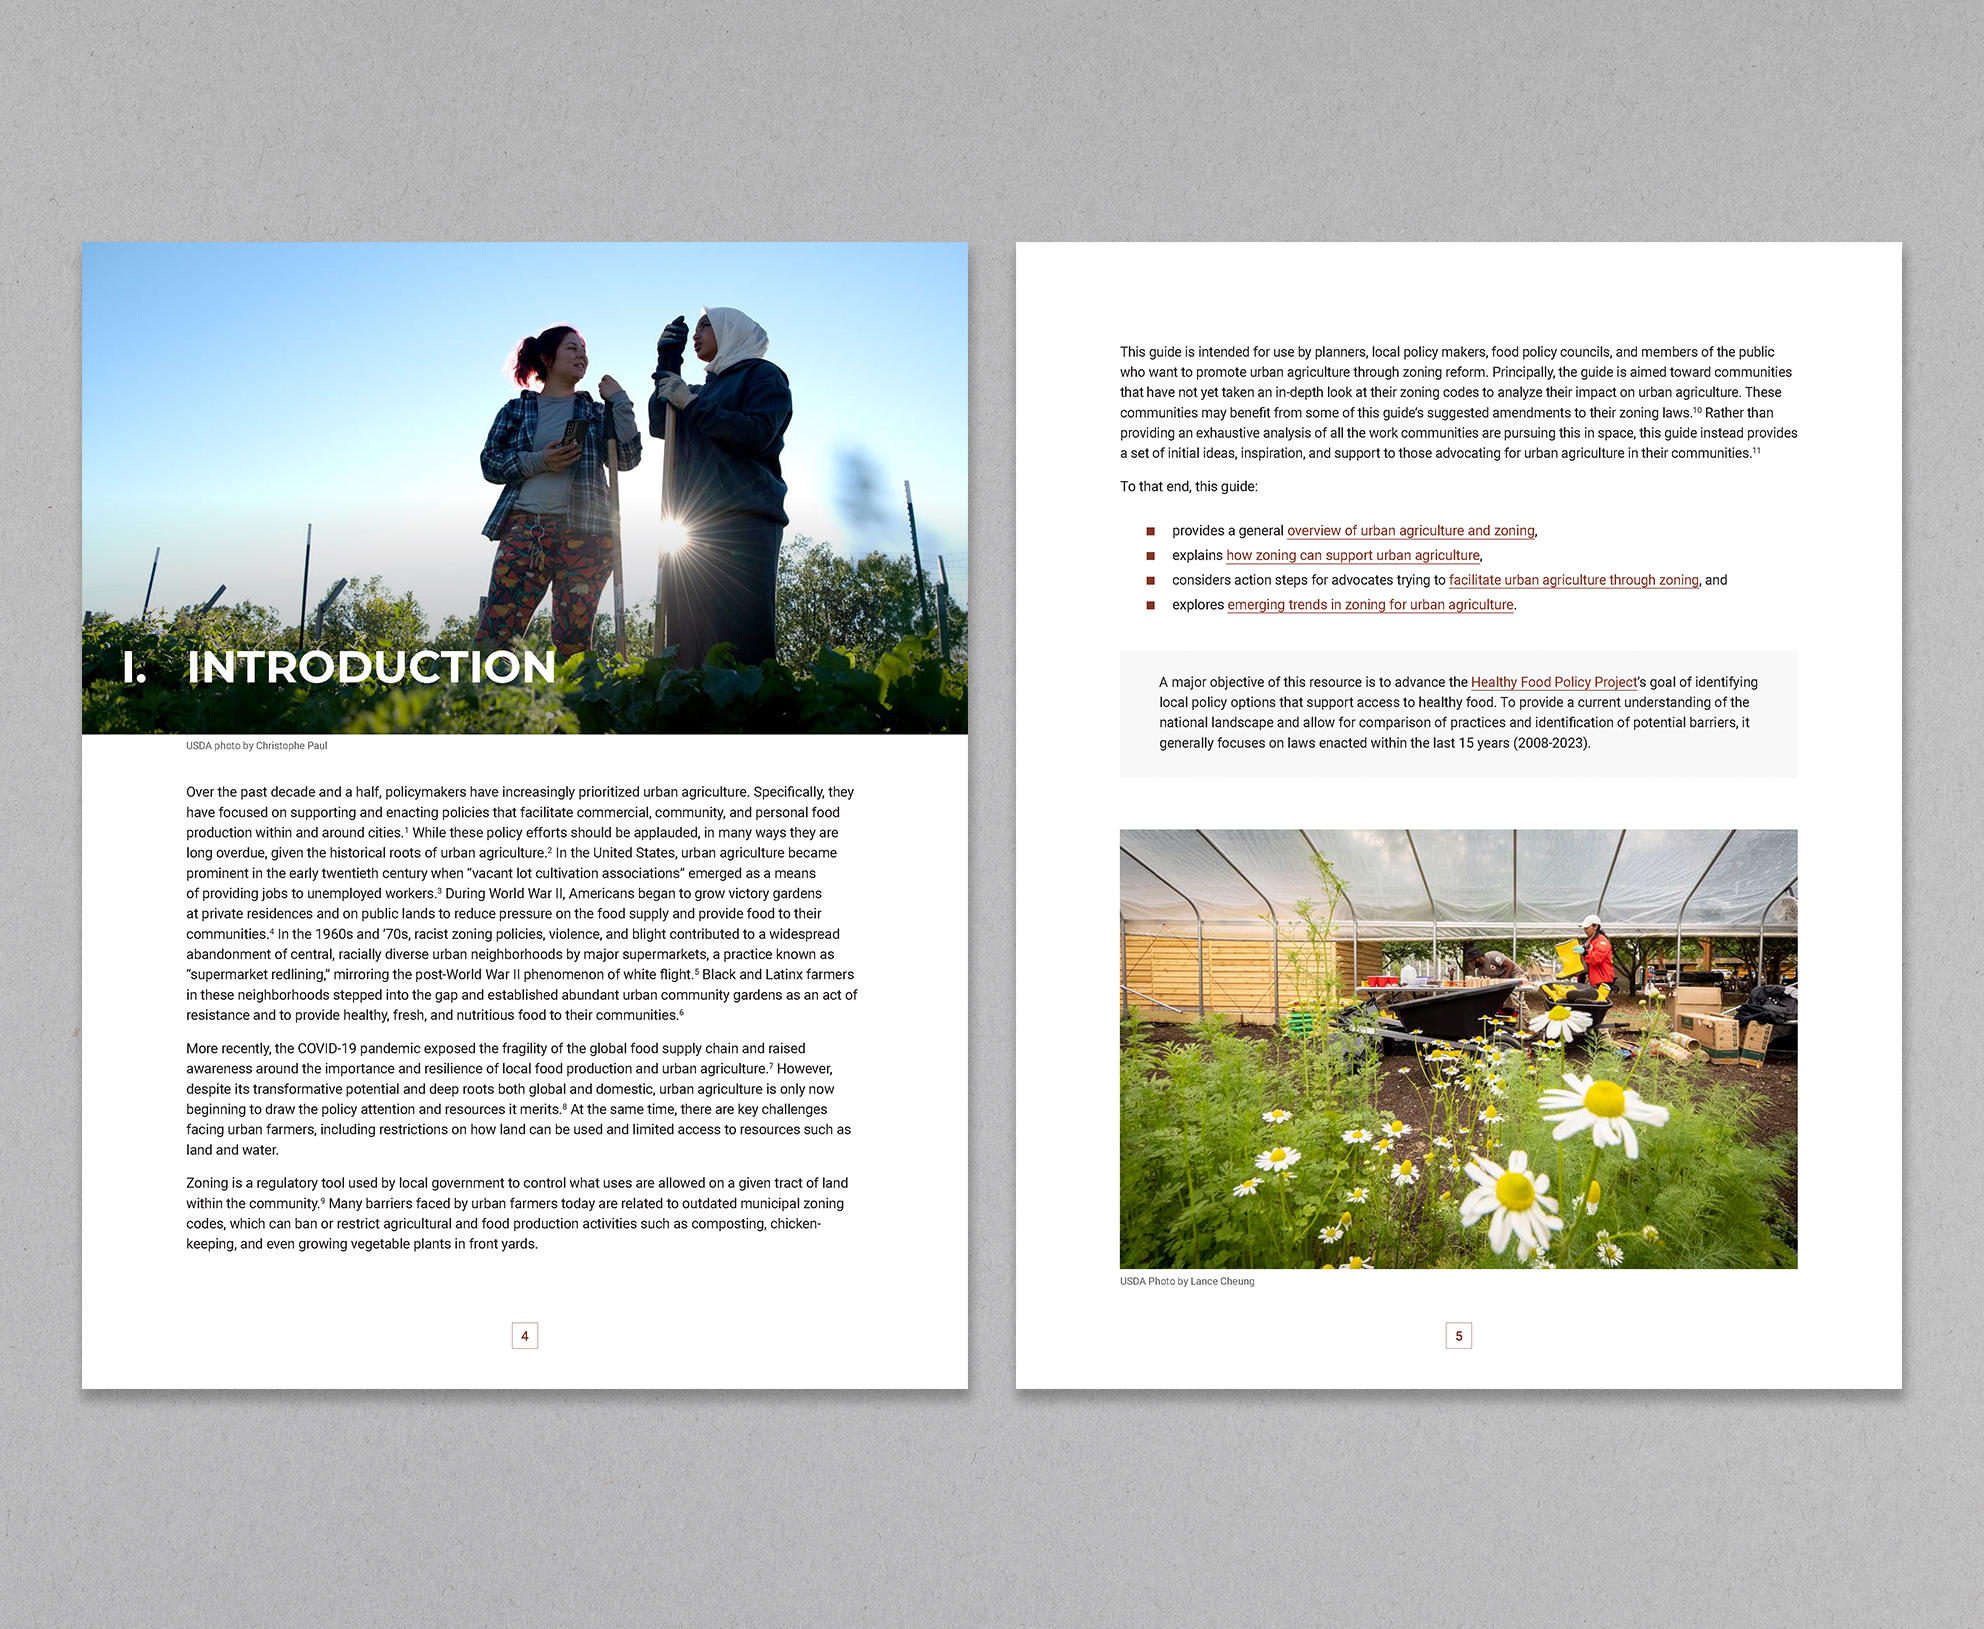 I. INTRODUCTION
USDA photo by Christophe Paul
Over the past decade and a half, policymakers have increasingly prioritized urban agriculture. Specifically, they
have focused on supporting and enacting policies that facilitate commercial, community, and personal food
production within and around cities.¹ While these policy efforts should be applauded, in many ways they are
long overdue, given the historical roots of urban agriculture.² In the United States, urban agriculture became
prominent in the early twentieth century when “vacant lot cultivation associations” emerged as a means
of providing jobs to unemployed workers.³ During World War II, Americans began to grow victory gardens
at private residences and on public lands to reduce pressure on the food supply and provide food to their
communities.⁴ In the 1960s and ’70s, racist zoning policies, violence, and blight contributed to a widespread
abandonment of central, racially diverse urban neighborhoods by major supermarkets, a practice known as
“supermarket redlining,” mirroring the post-World War II phenomenon of white flight.⁵ Black and Latinx farmers
in these neighborhoods stepped into the gap and established abundant urban community gardens as an act of
resistance and to provide healthy, fresh, and nutritious food to their communities.⁶
More recently, the COVID-19 pandemic exposed the fragility of the global food supply chain and raised
awareness around the importance and resilience of local food production and urban agriculture.⁷ However,
despite its transformative potential and deep roots both global and domestic, urban agriculture is only now
beginning to draw the policy attention and resources it merits.⁸ At the same time, there are key challenges
facing urban farmers, including restrictions on how land can be used and limited access to resources such as
land and water.
Zoning is a regulatory tool used by local government to control what uses are allowed on a given tract of land
within the community.⁹ Many barriers faced by urban farmers today are related to outdated municipal zoning
codes, which can ban or restrict agricultural and food production activities such as composting, chicken-
keeping, and even growing vegetable plants in front yards.
4
This guide is intended for use by planners, local policy makers, food policy councils, and members of the public
who want to promote urban agriculture through zoning reform. Principally, the guide is aimed toward communities
that have not yet taken an in-depth look at their zoning codes to analyze their impact on urban agriculture. These
communities may benefit from some of this guide’s suggested amendments to their zoning laws.¹⁰ Rather than
providing an exhaustive analysis of all the work communities are pursuing this in space, this guide instead provides
a set of initial ideas, inspiration, and support to those advocating for urban agriculture in their communities.¹¹
To that end, this guide:
■ provides a general overview of urban agriculture and zoning,
■ explains how zoning can support urban agriculture,
■ considers action steps for advocates trying to facilitate urban agriculture through zoning, and
■ explores emerging trends in zoning for urban agriculture.
A major objective of this resource is to advance the Healthy Food Policy Project’s goal of identifying
local policy options that support access to healthy food. To provide a current understanding of the
national landscape and allow for comparison of practices and identification of potential barriers, it
generally focuses on laws enacted within the last 15 years (2008-2023).
USDA Photo by Lance Cheung
5